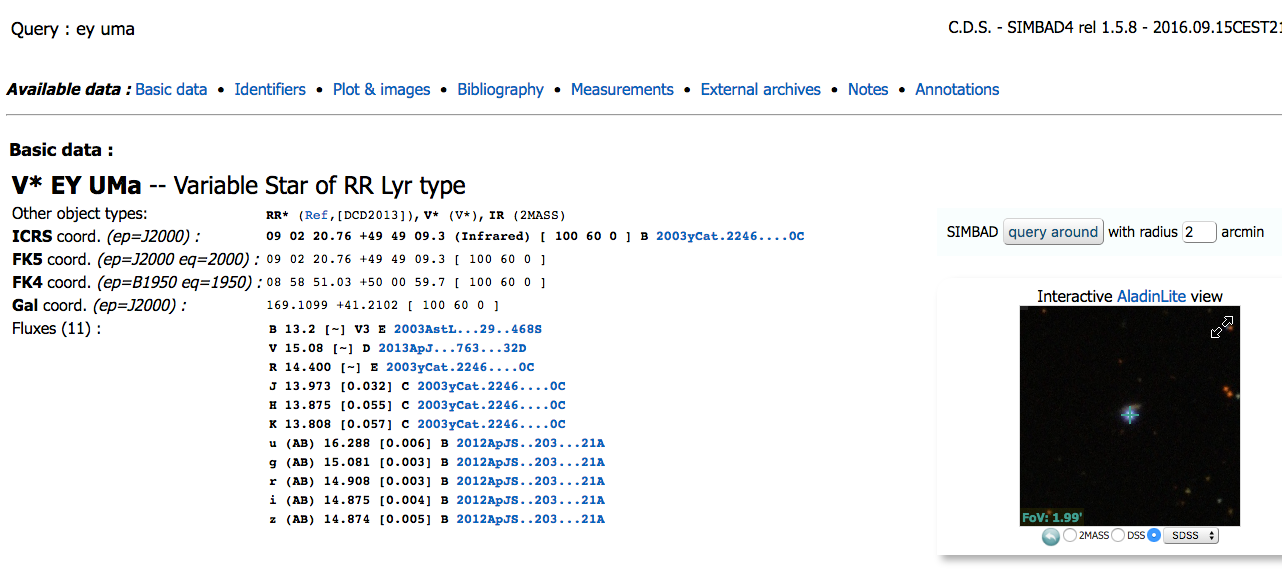 Query : ey uma
C.D.S. - SIMBAD4 rel 1.5.8 - 2016.09.15CEST21
Available data : Basic data • Identifiers • Plot & images • Bibliography • Measurements • External archives • Notes • Annotations
Basic data :
V* EY UMa -- Variable Star of RR Lyr type
Other object types: RR* (Ref,[DCD2013]), V* (V*), IR (2MASS)
ICRS coord. (ep=J2000) : 09 02 20.76 +49 49 09.3 (Infrared) [ 100 60 0 ] B 2003yCat.2246....0C
FK5 coord. (ep=J2000 eq=2000) : 09 02 20.76 +49 49 09.3 [ 100 60 0 ]
FK4 coord. (ep=B1950 eq=1950) : 08 58 51.03 +50 00 59.7 [ 100 60 0 ]
Gal coord. (ep=J2000) : 169.1099 +41.2102 [ 100 60 0 ]
Fluxes (11) : B 13.2 [~] V3 E 2003AstL...29..468S
V 15.08 [~] D 2013ApJ...763...32D
R 14.400 [~] E 2003yCat.2246....0C
J 13.973 [0.032] C 2003yCat.2246....0C
H 13.875 [0.055] C 2003yCat.2246....0C
K 13.808 [0.057] C 2003yCat.2246....0C
u (AB) 16.288 [0.006] B 2012ApJS..203...21A
g (AB) 15.081 [0.003] B 2012ApJS..203...21A
r (AB) 14.908 [0.003] B 2012ApJS..203...21A
i (AB) 14.875 [0.004] B 2012ApJS..203...21A
z (AB) 14.874 [0.005] B 2012ApJS..203...21A
SIMBAD query around with radius 2 arcmin
Interactive AladinLite view
FoV: 1.99'
2MASS DSS SDSS